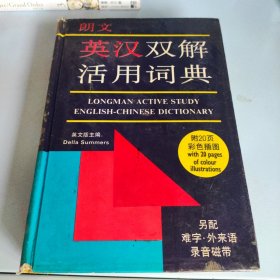 朗文
英汉双解
活用词典
LONGMAN ACTIVE STUDY
ENGLISH-CHINESE DICTIONARY
英文版主编,
Della Summers
附20页
彩色插图
with 20 pages
of colour
illustrations
另配
难字·外来语
录音磁带